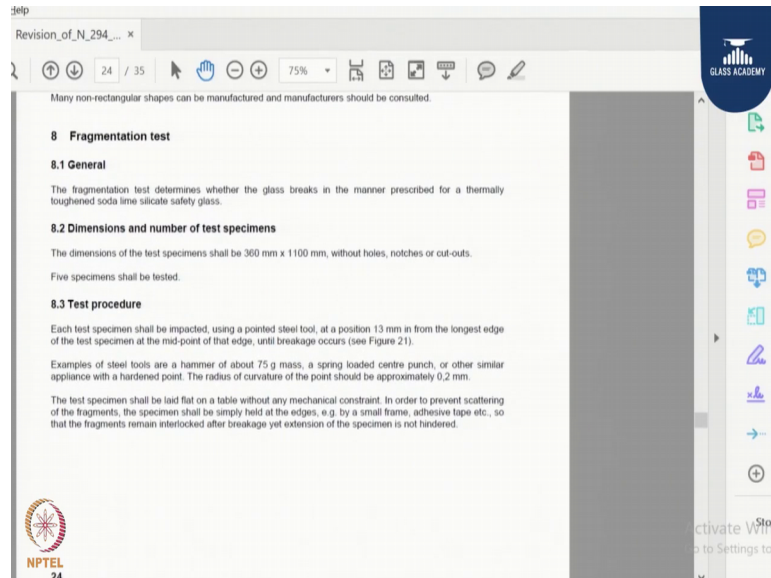 Help
Revision_of_N_294_... ×
24 / 35
75%
GLASS ACADEMY
Many non-rectangular shapes can be manufactured and manufacturers should be consulted.
8 Fragmentation test
8.1 General
The fragmentation test determines whether the glass breaks in the manner prescribed for a thermally
toughened soda lime silicate safety glass.
8.2 Dimensions and number of test specimens
The dimensions of the test specimens shall be 360 mm x 1100 mm, without holes, notches or cut-outs.
Five specimens shall be tested.
8.3 Test procedure
Each test specimen shall be impacted, using a pointed steel tool, at a position 13 mm in from the longest edge
of the test specimen at the mid-point of that edge, until breakage occurs (see Figure 21).
Examples of steel tools are a hammer of about 75 g mass, a spring loaded centre punch, or other similar
appliance with a hardened point. The radius of curvature of the point should be approximately 0,2 mm.
The test specimen shall be laid flat on a table without any mechanical constraint. In order to prevent scattering
of the fragments, the specimen shall be simply held at the edges, e.g. by a small frame, adhesive tape etc., so
that the fragments remain interlocked after breakage yet extension of the specimen is not hindered.
Sto
ctivate Wi
to Settings to
NPTEL
24